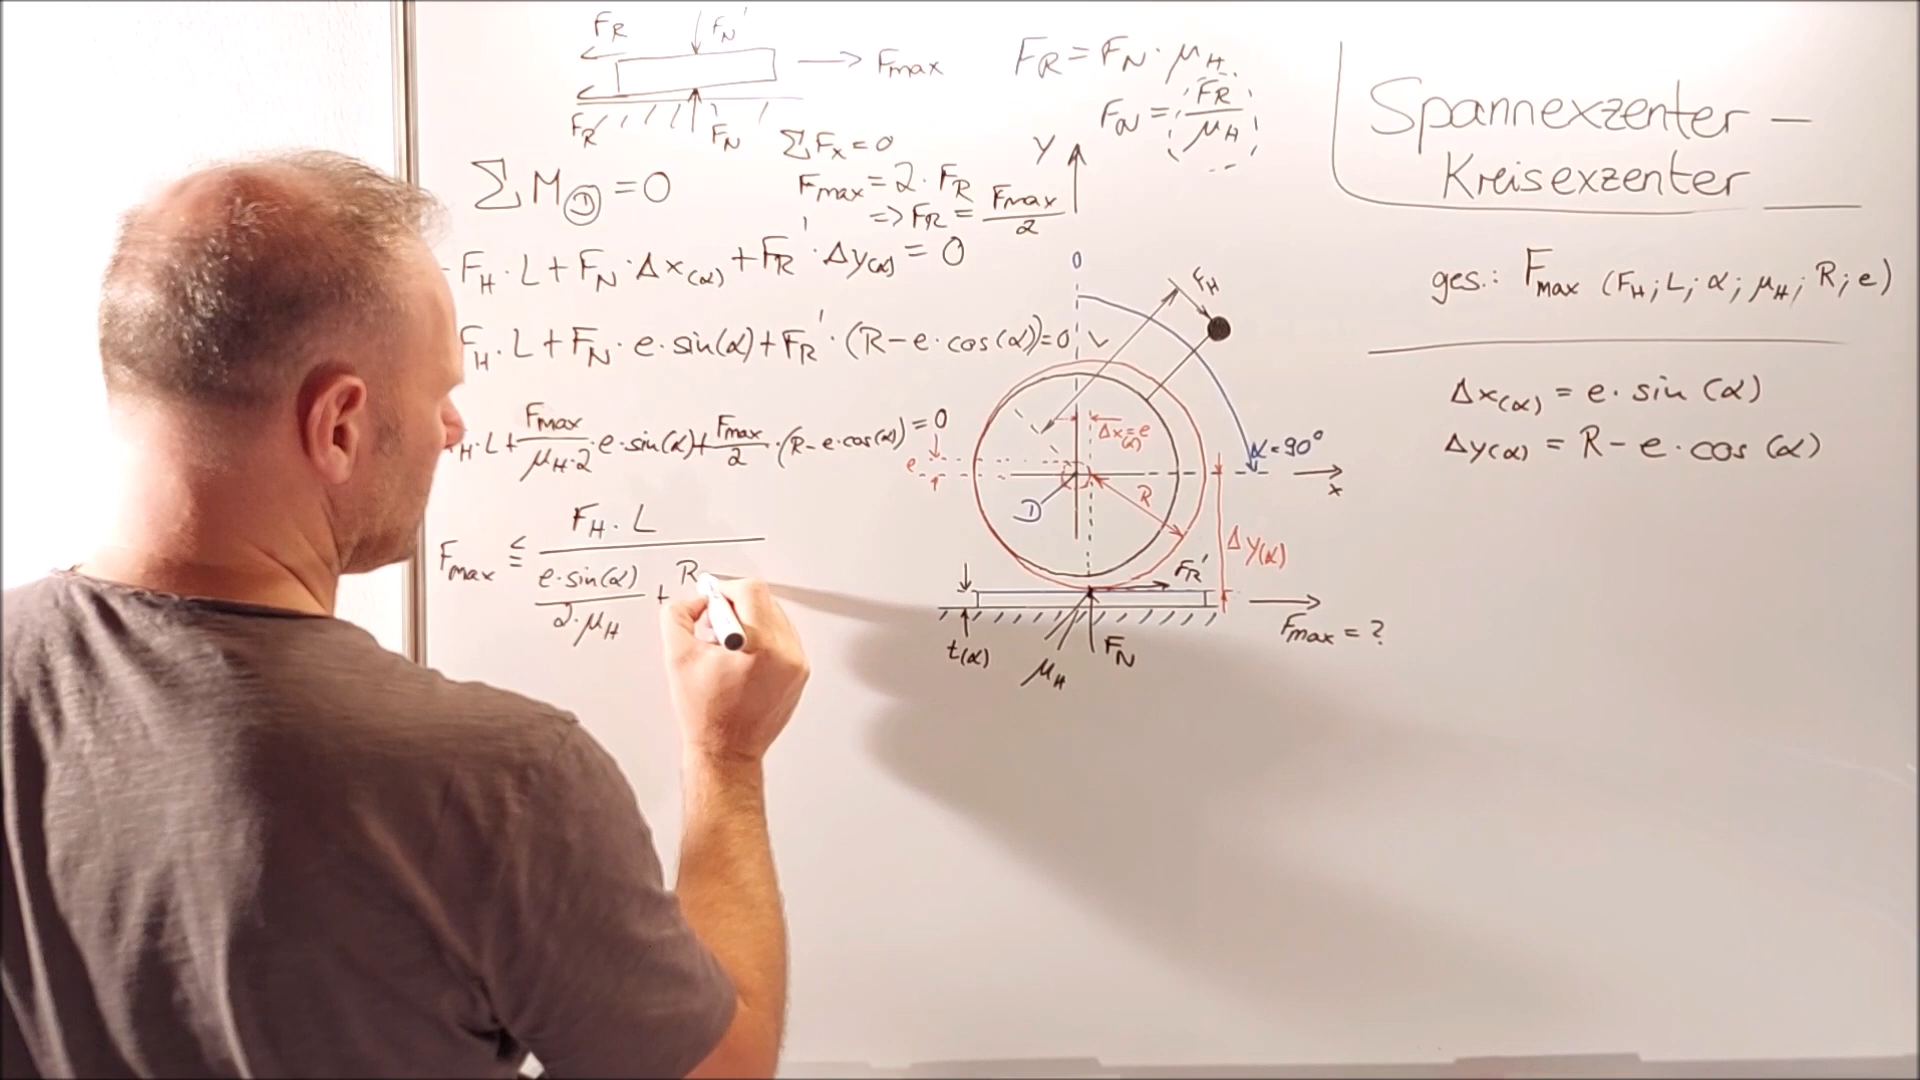 F_R F_N'
→ F_max
F_R F_N
F_R = F_N · μ_H
F_N = F_R / μ_H
Spannexzenter –
Kreisexzenter
ΣF_x = 0
F_max = 2 · F_R
=> F_R = F_max / 2
ΣM_D = 0
- F_H · L + F_N · Δx(α) + F_R' · Δy(α) = 0
F_H · L + F_N · e · sin(α) + F_R' · (R - e · cos(α)) = 0
H · L + F_max / μ_H · 2 · e · sin(α) + F_max / 2 · (R - e · cos(α)) = 0
F_max ≦ F_H · L / e · sin(α) / 2 · μ_H + R
ges.: F_max (F_H; L; α; μ_H; R; e)
Δx(α) = e · sin (α)
Δy(α) = R - e · cos (α)
Y
0
F_H
L
Δx(α) = e
α = 90°
e
x
D
R
Δy(α)
F_R'
F_max = ?
t(α)
μ_H
F_N